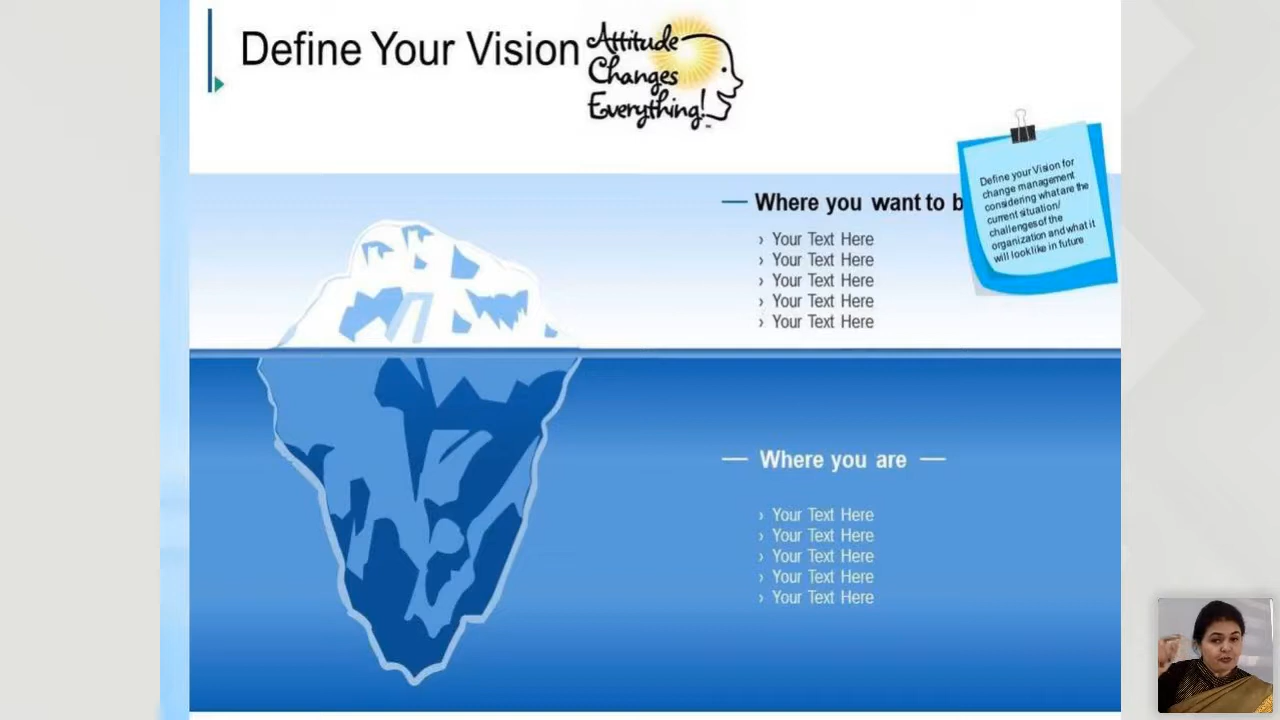 Define Your Vision
Attitude
Changes
Everything!
Where you want to b
› Your Text Here
› Your Text Here
› Your Text Here
› Your Text Here
› Your Text Here
Define your Vision for
change management
considering what are the
current situation/
challenges of the
organization and what it
will look like in future
Where you are
› Your Text Here
› Your Text Here
› Your Text Here
› Your Text Here
› Your Text Here